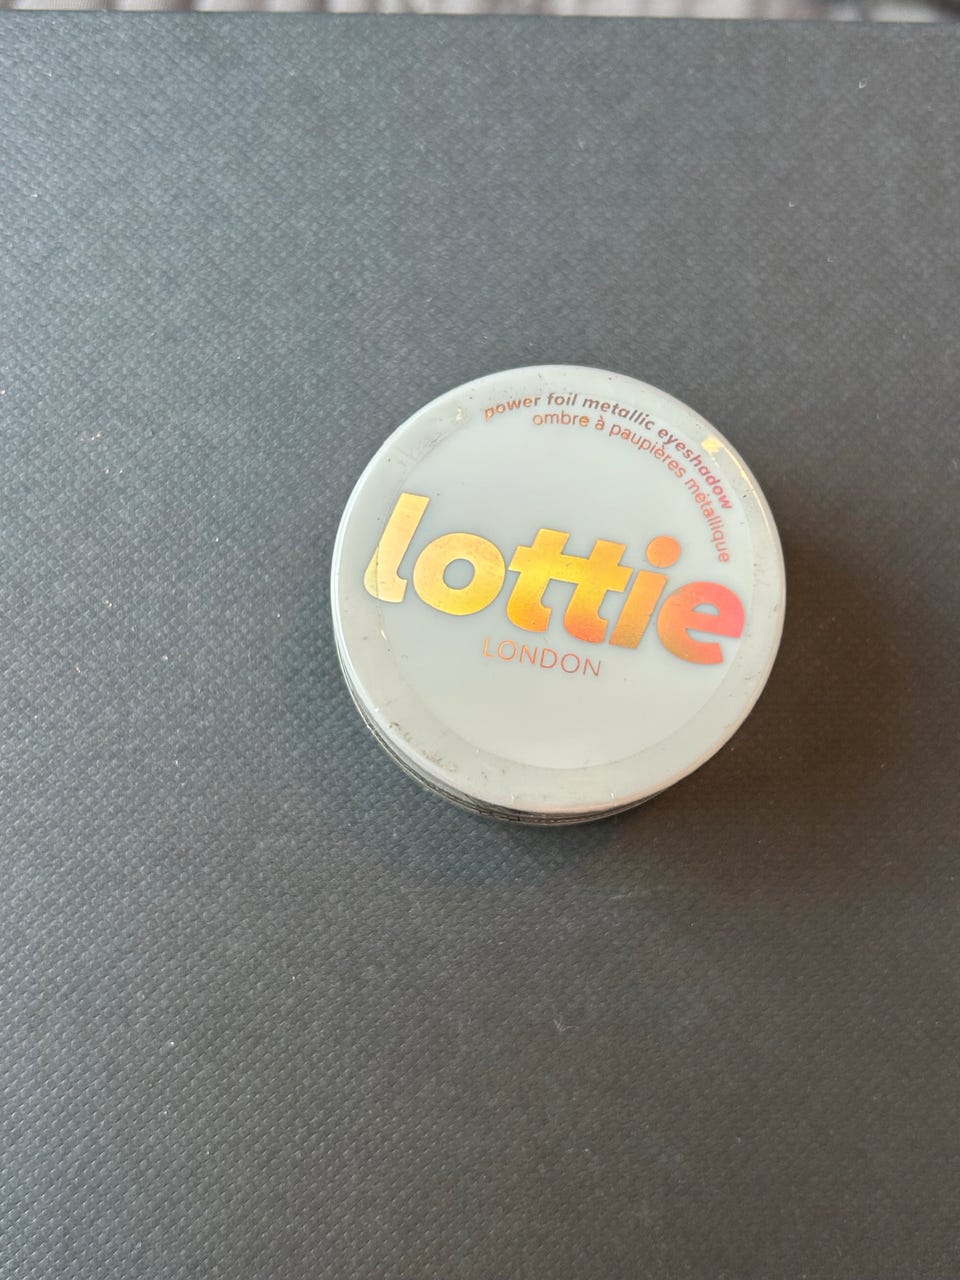 power foil metallic eyeshadow
ombre à paupières métallique
lottie
LONDON